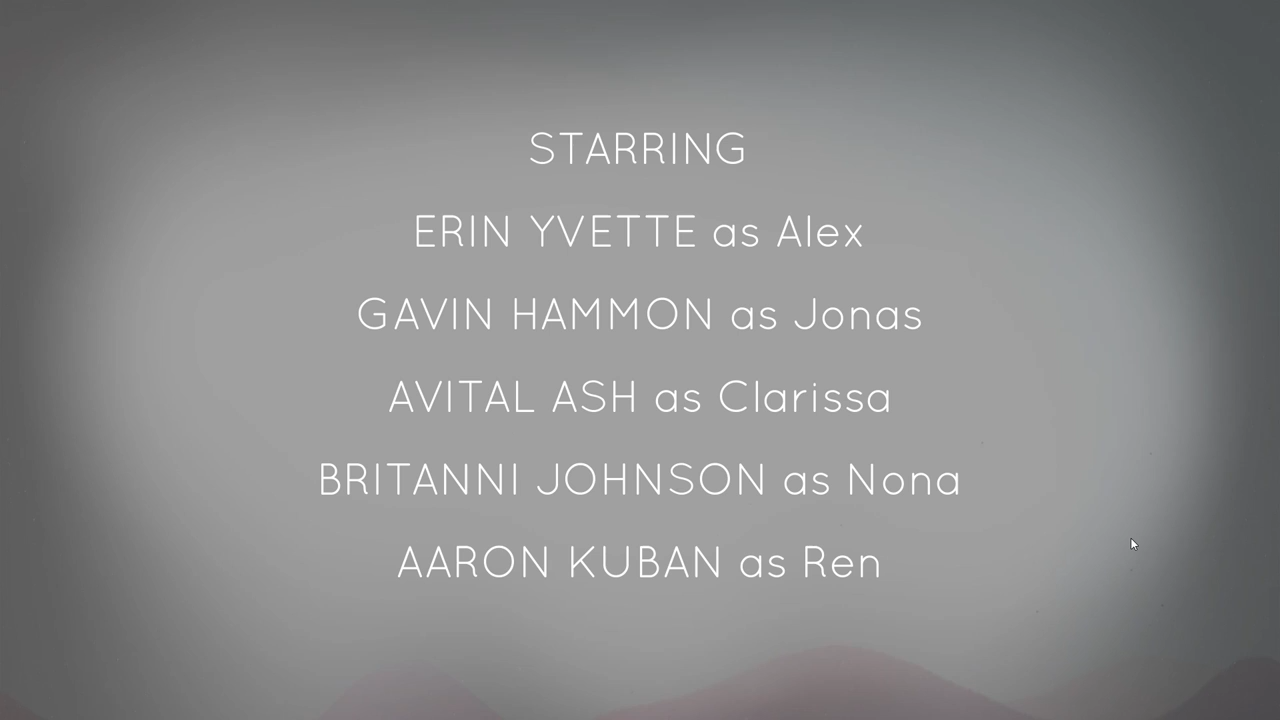 STARRING
ERIN YVETTE as Alex
GAVIN HAMMON as Jonas
AVITAL ASH as Clarissa
BRITANNI JOHNSON as Nona
AARON KUBAN as Ren